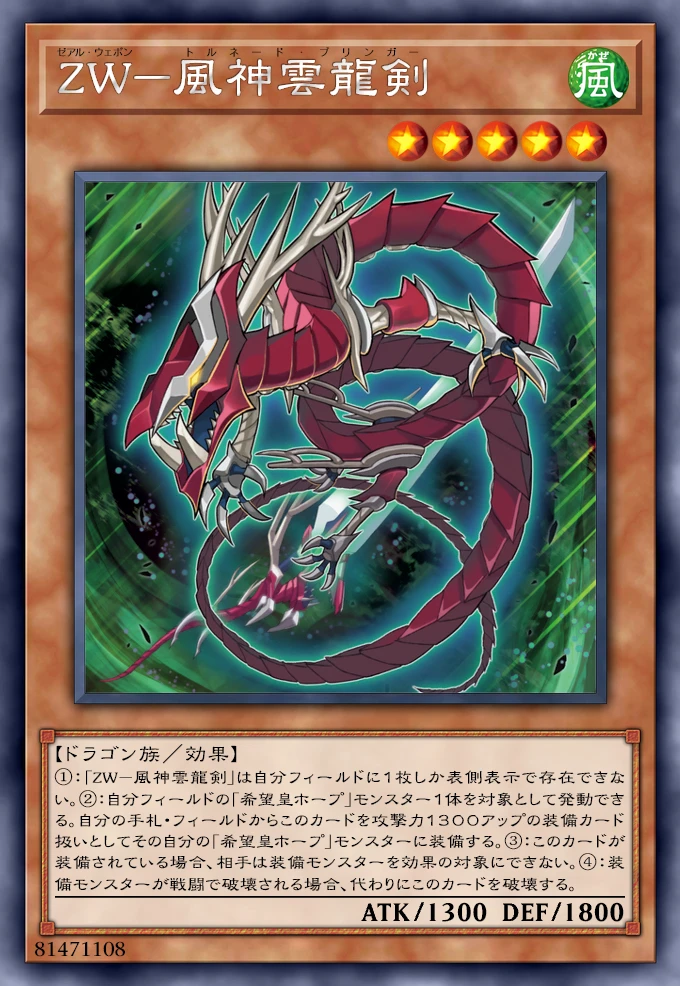 ゼアル・ウェポン トルネード・ブリンガー
ZW－風神雲龍剣
かぜ
風
【ドラゴン族／効果】
①：「ZW－風神雲龍剣」は自分フィールドに１枚しか表側表示で存在できな
い。②：自分フィールドの「希望皇ホープ」モンスター１体を対象として発動でき
る。自分の手札・フィールドからこのカードを攻撃力１３００アップの装備カード
扱いとしてその自分の「希望皇ホープ」モンスターに装備する。③：このカードが
装備されている場合、相手は装備モンスターを効果の対象にできない。④：装
備モンスターが戦闘で破壊される場合、代わりにこのカードを破壊する。
ATK/1300 DEF/1800
81471108